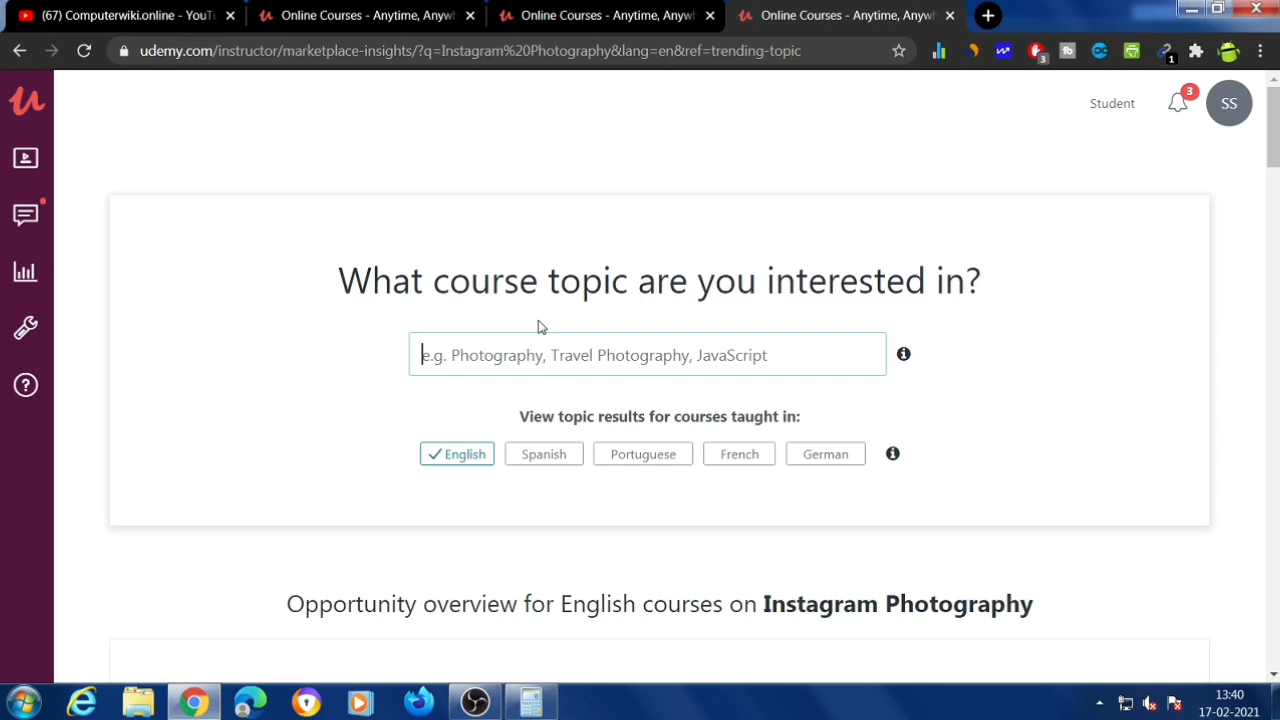 (67) Computerwiki.online - YouTu
Online Courses - Anytime, Anywh
Online Courses - Anytime, Anywh
Online Courses - Anytime, Anywh
udemy.com/instructor/marketplace-insights/?q=Instagram%20Photography&lang=en&ref=trending-topic
3
1
Student
3
SS
What course topic are you interested in?
e.g. Photography, Travel Photography, JavaScript
View topic results for courses taught in:
English
Spanish
Portuguese
French
German
Opportunity overview for English courses on Instagram Photography
13:40
17-02-2021